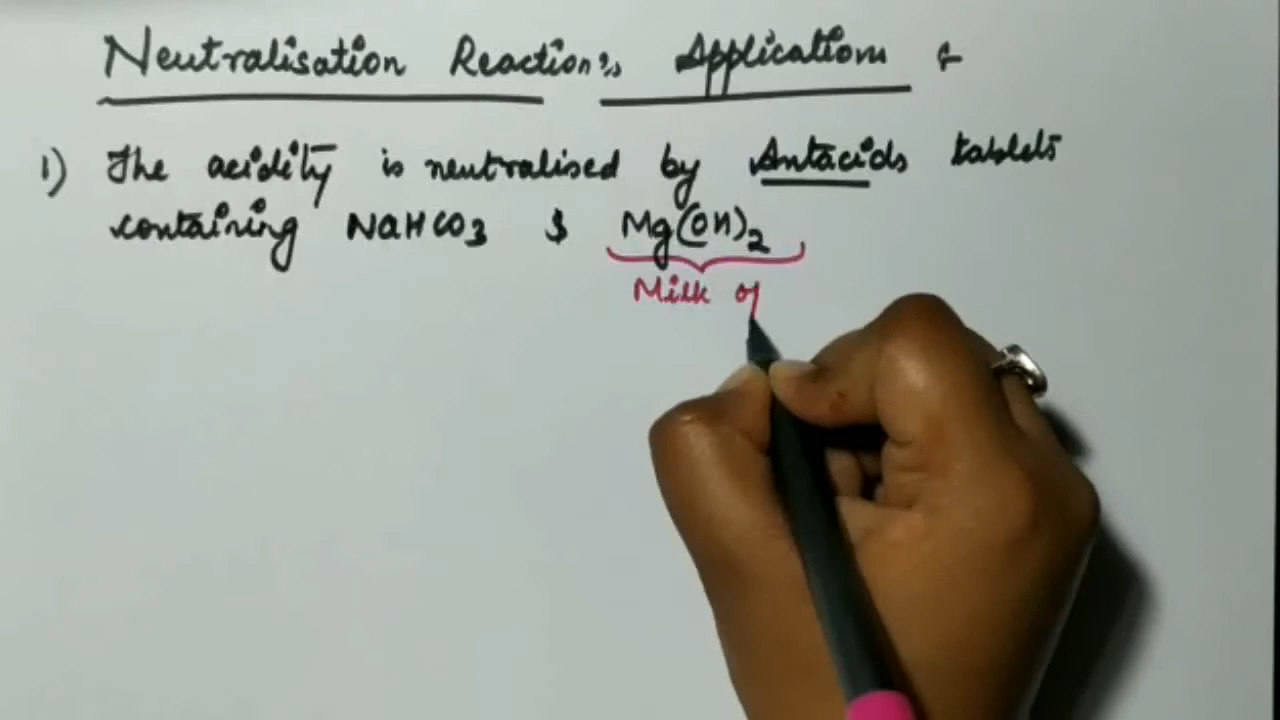 Neutralisation Reactions, Applications :-
1) The acidity is neutralised by Antacids tablets
containing NaHCO3 & Mg(OH)2
Milk of